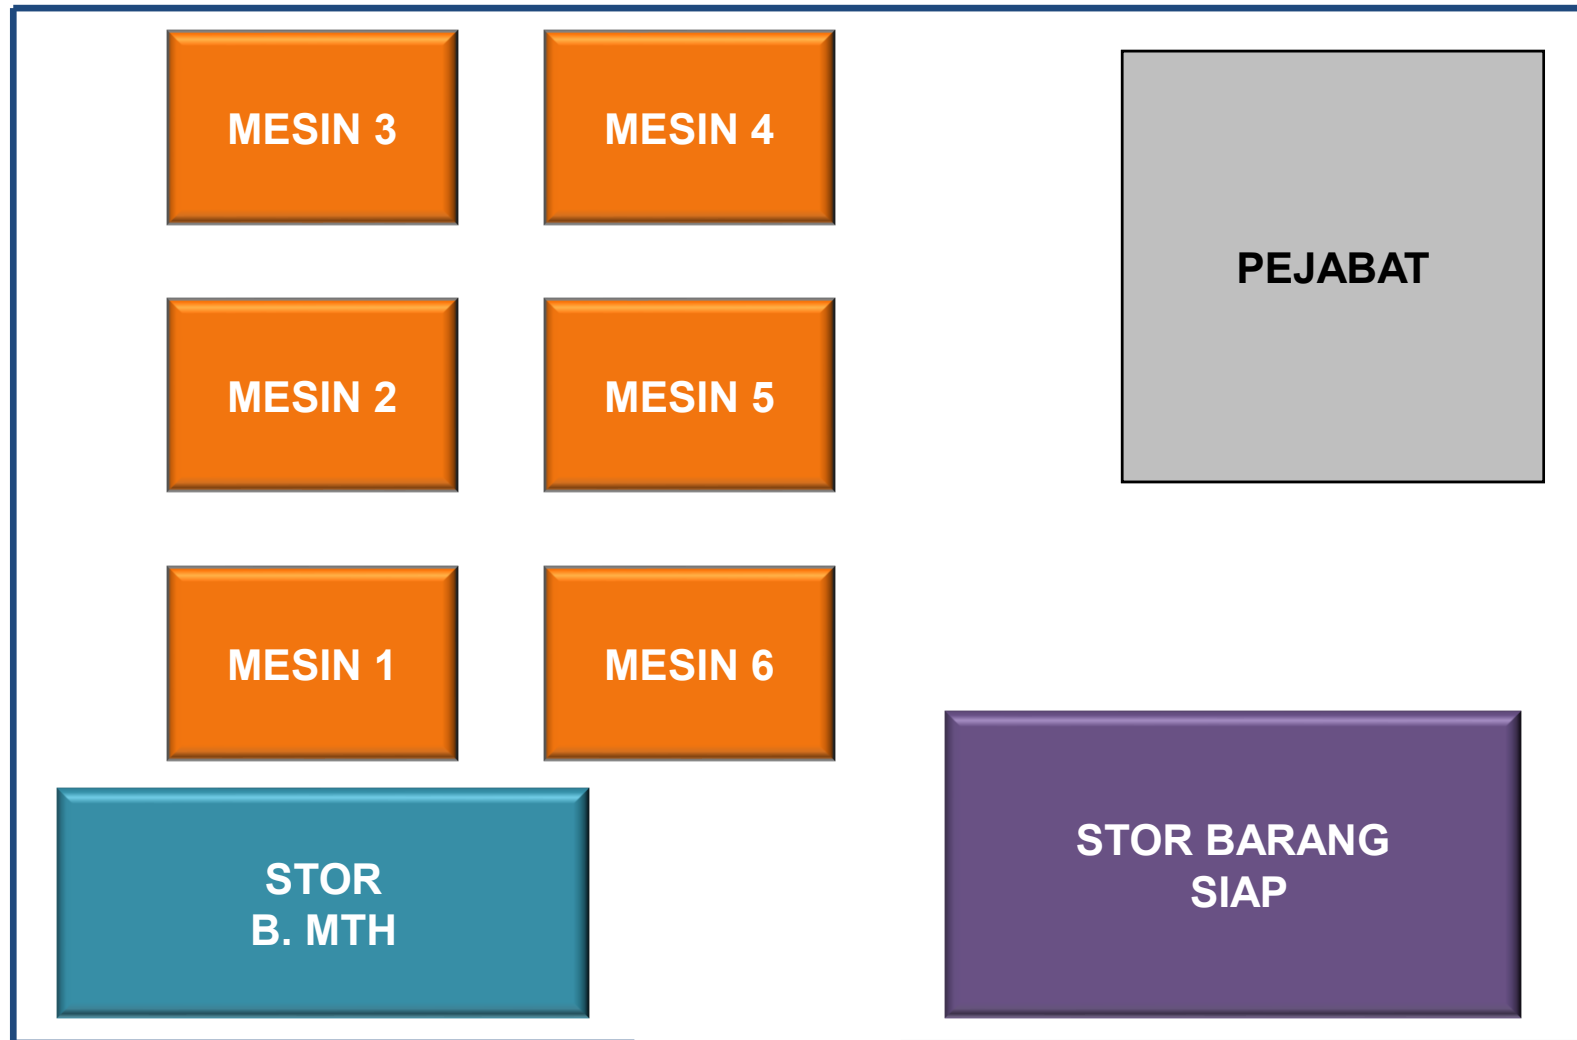 MESIN 3
MESIN 4
PEJABAT
MESIN 2
MESIN 5
MESIN 1
MESIN 6
STOR BARANG
SIAP
STOR
B. MTH